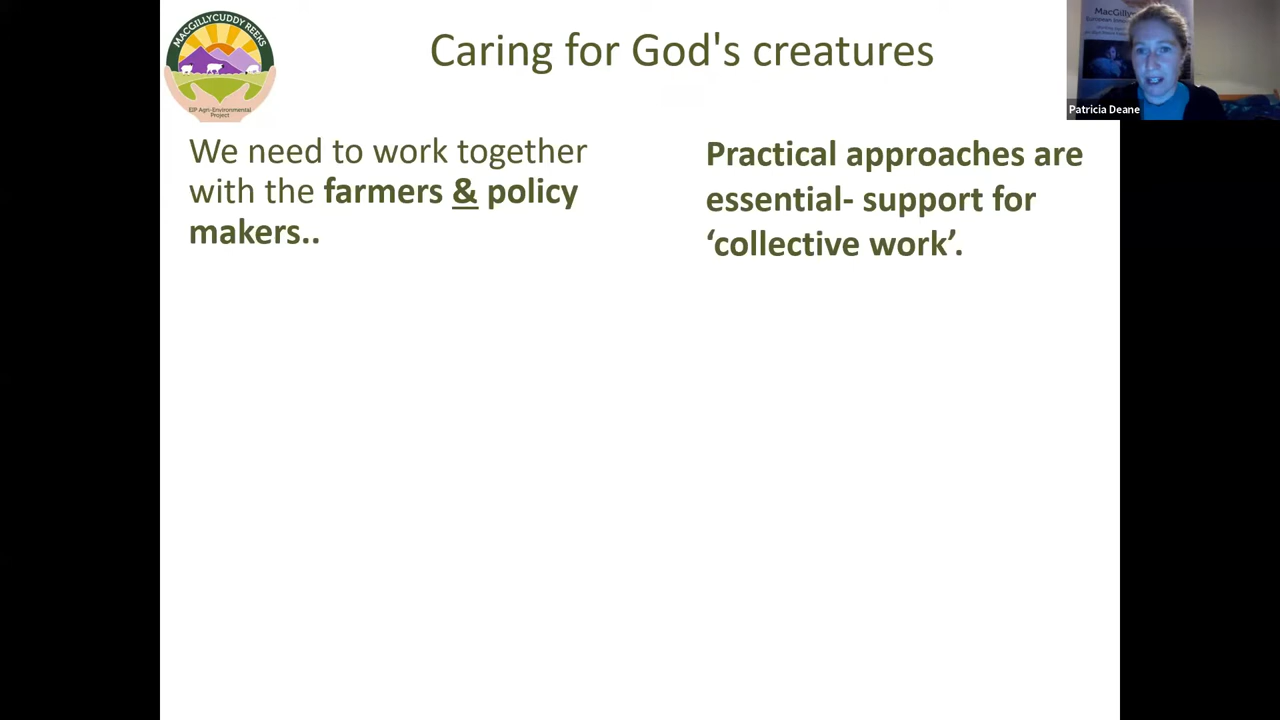 MACGILLYCUDDY REEKS
EIP Agri-Environmental
Project
Caring for God's creatures
We need to work together
with the farmers & policy
makers..
Practical approaches are
essential- support for
‘collective work’.
MacGilly
Patricia Deane